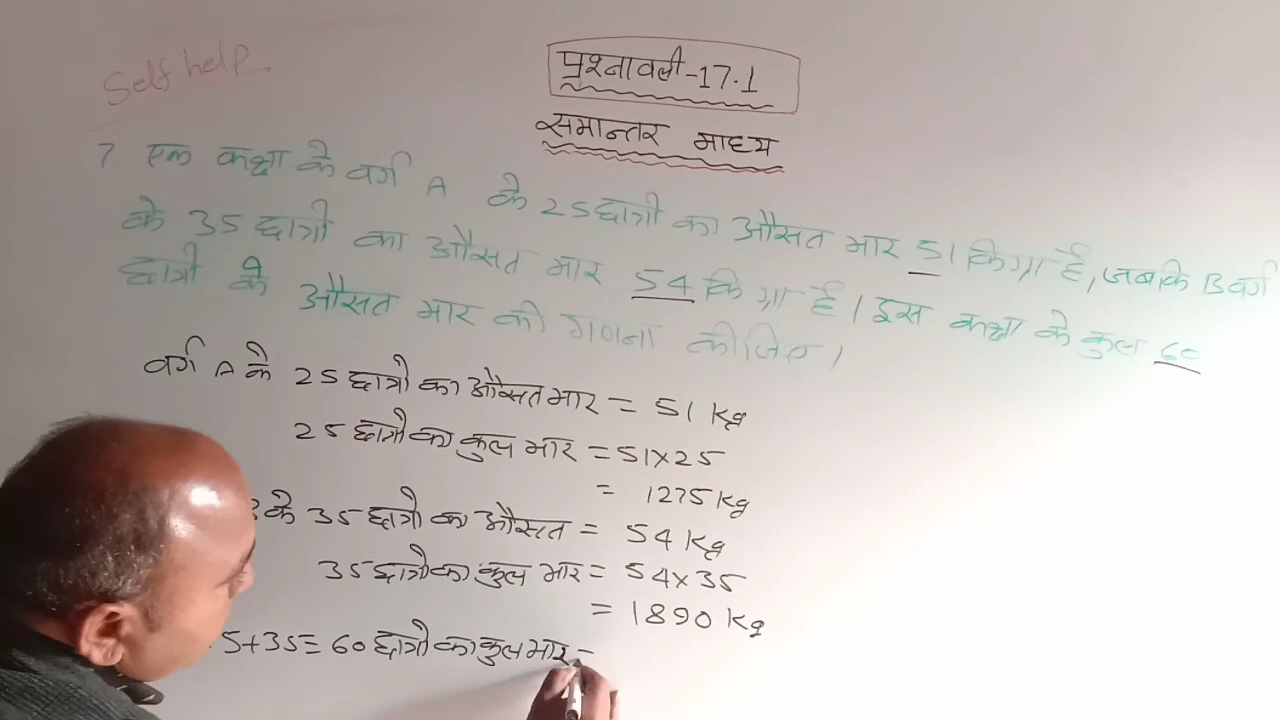 Self help.
प्रश्नावली-17.1
समान्तर माध्य
7. एक कक्षा के वर्ग A के 25 छात्रों का औसत भार 51 किग्रा है, जबकि B वर्ग
के 35 छात्रों का औसत भार 54 किग्रा है। इस कक्षा के कुल 60
छात्रों के औसत भार की गणना कीजिए।
वर्ग A के 25 छात्रों का औसत भार = 51 Kg
25 छात्रों का कुल भार = 51×25
= 1275 Kg
के 35 छात्रों का औसत = 54 Kg
35 छात्रों का कुल भार = 54×35
= 1890 Kg
5+35= 60 छात्रों का कुल भार =